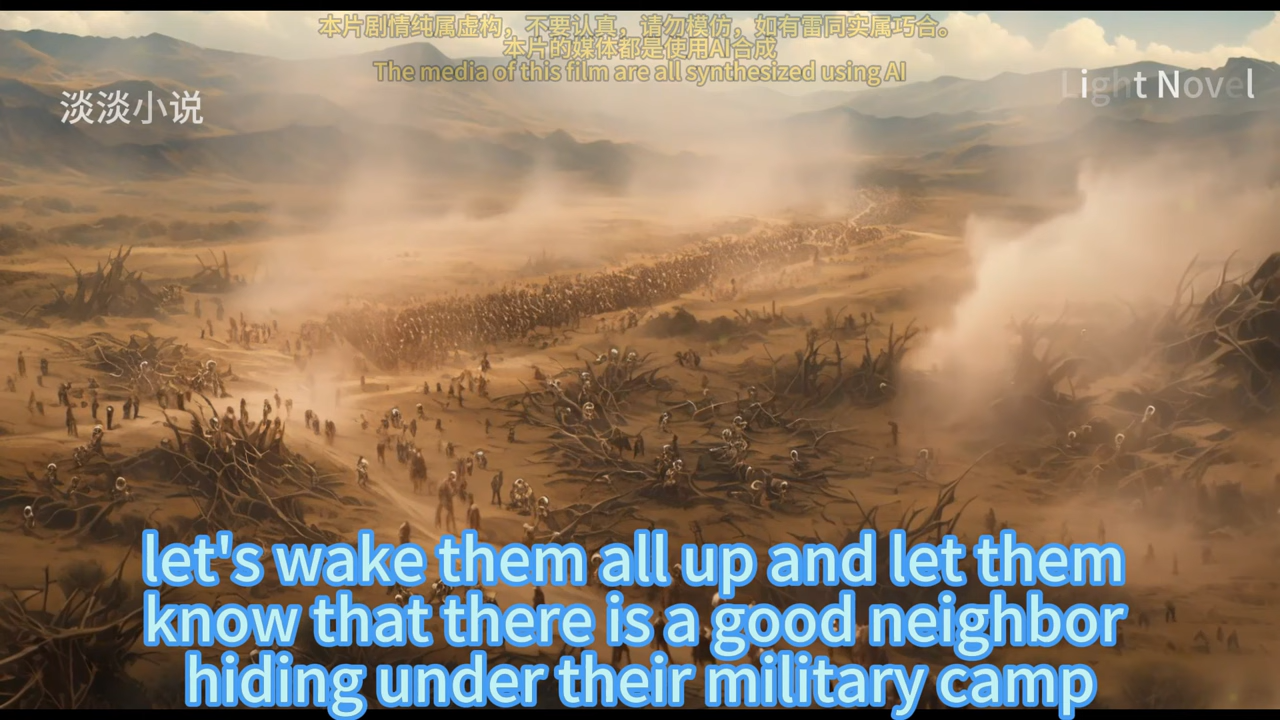 本片剧情纯属虚构，不要认真，请勿模仿，如有雷同实属巧合。
本片的媒体都是使用AI合成
The media of this film are all synthesized using AI
淡淡小说
Light Novel
let's wake them all up and let them
know that there is a good neighbor
hiding under their military camp